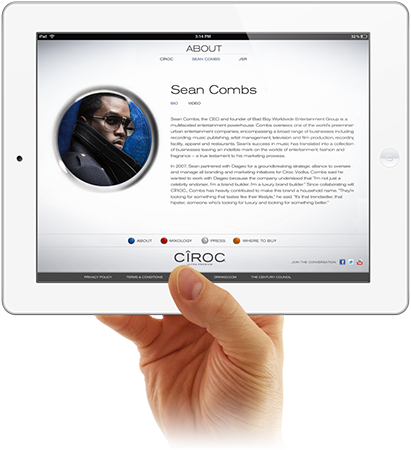 iPad
3:14 PM
52%
ABOUT
CÎROC
SEAN COMBS
JSR
Sean Combs
BIO
VIDEO
Sean Combs, the CEO and founder of Bad Boy Worldwide Entertainment Group is a
multifaceted entertainment powerhouse. Combs oversees one of the world's preeminent
urban entertainment companies, encompassing a broad range of businesses including
recording, music publishing, artist management, television and film production, recording
facility, apparel and restaurants. Sean's success in music has translated into a collection
of businesses leaving an indelible mark on the worlds of entertainment, fashion and
fragrance – a true testament to his marketing prowess.
In 2007, Sean partnered with Diageo for a groundbreaking strategic alliance to oversee
and manage all branding and marketing initiatives for Ciroc Vodka. Combs said he
wanted to work with Diageo because the company understood that "I'm not just a
celebrity endorser, I'm a brand builder. I'm a luxury brand builder." Since collaborating will
CÎROC, Combs has heavily contributed to make this brand a household name. "They're
looking for something that tastes like their lifestyle," he said. "It's that trendsetter, that
hipster, someone who's looking for luxury and looking for something better."
ABOUT
MIXOLOGY
PRESS
WHERE TO BUY
CÎROC
JOIN THE CONVERSATION
PRIVACY POLICY
TERMS & CONDITIONS
DRINKIQ.COM
THE CENTURY COUNCIL